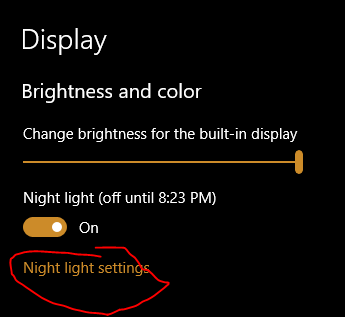 Display
Brightness and color
Change brightness for the built-in display
Night light (off until 8:23 PM)
On
Night light settings